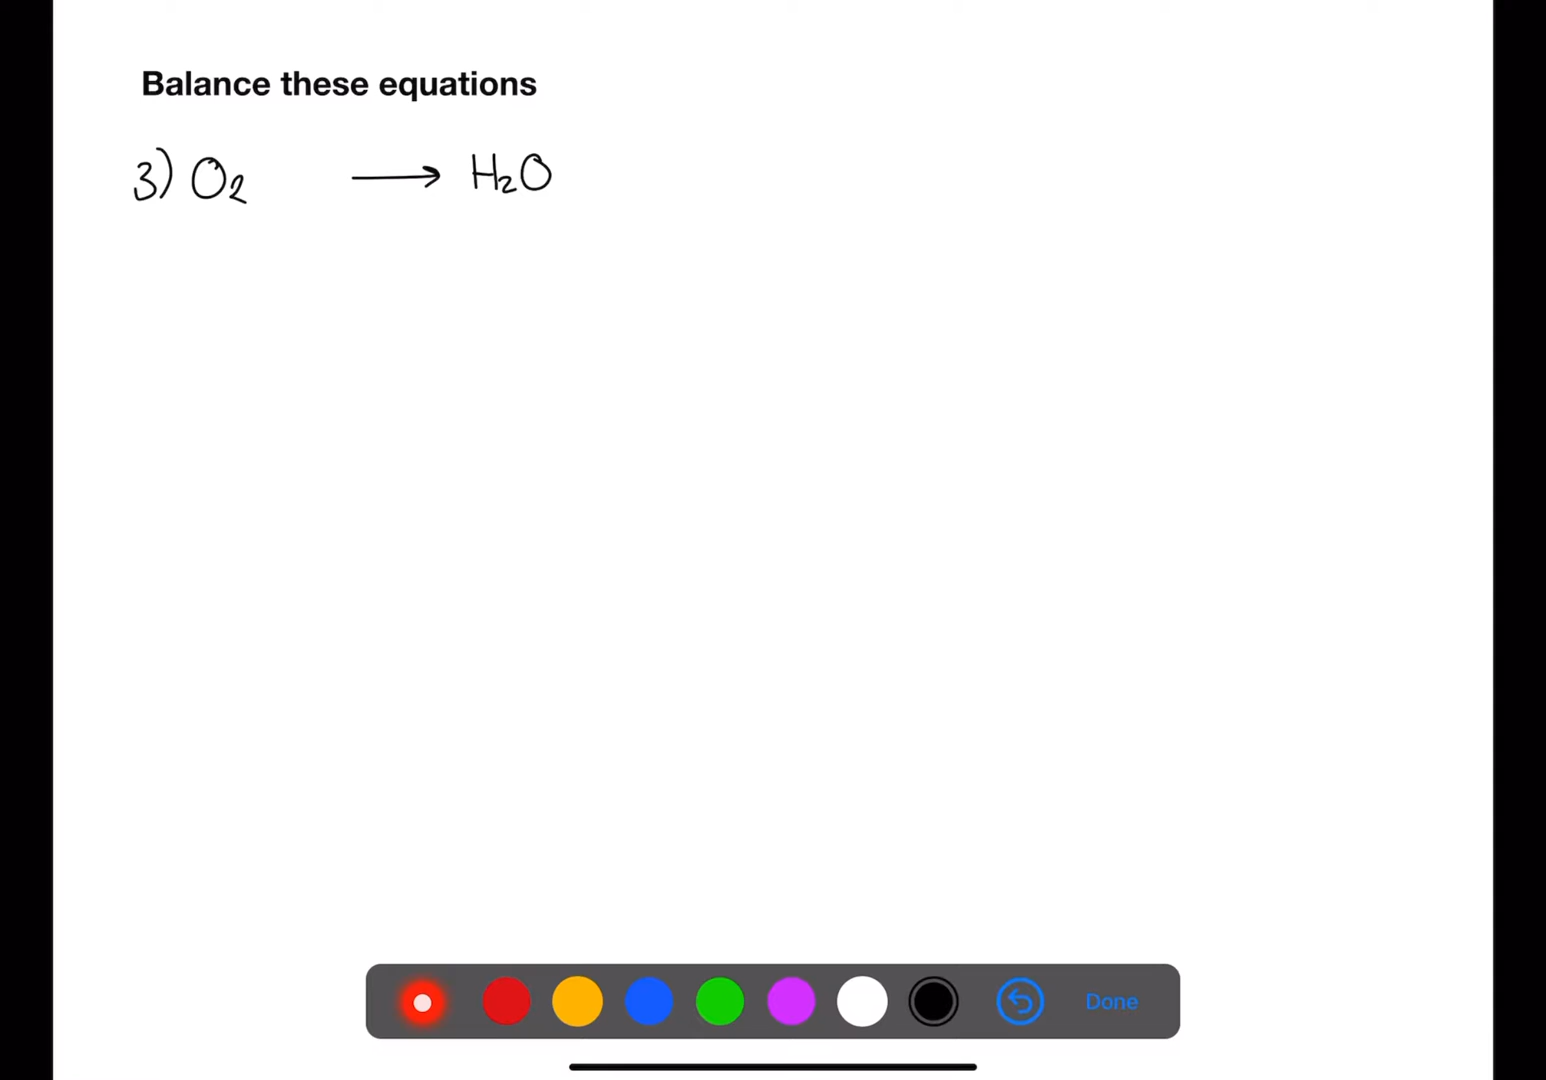 Balance these equations
3) O₂ → H₂O
Done